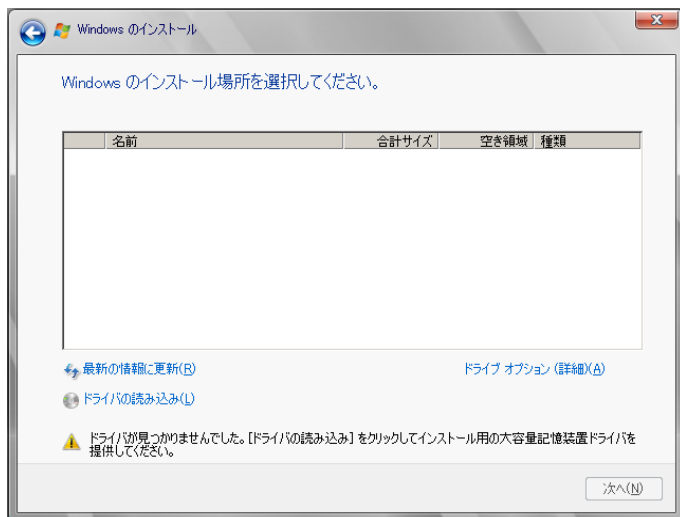 Windows のインストール
Windows のインストール場所を選択してください。
名前 合計サイズ 空き領域 種類
最新の情報に更新(R) ドライブ オプション (詳細)(A)
ドライバの読み込み(L)
ドライバが見つかりませんでした。[ドライバの読み込み] をクリックしてインストール用の大容量記憶装置ドライバを
提供してください。
次へ(N)